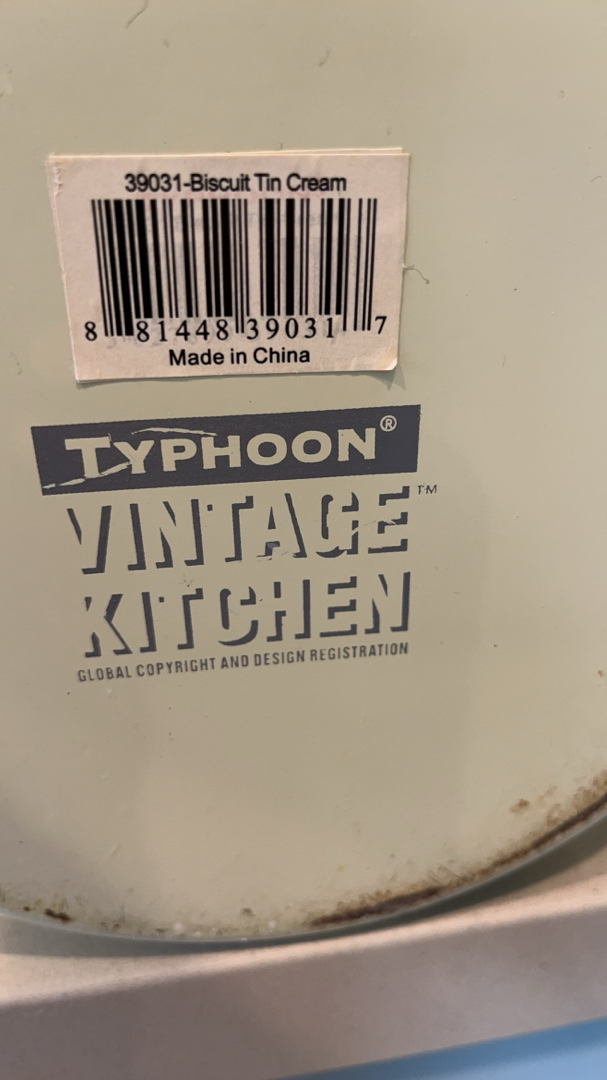 39031-Biscuit Tin Cream
8 81448 39031 7
Made in China
TYPHOON®
VINTAGE™
KITCHEN
GLOBAL COPYRIGHT AND DESIGN REGISTRATION